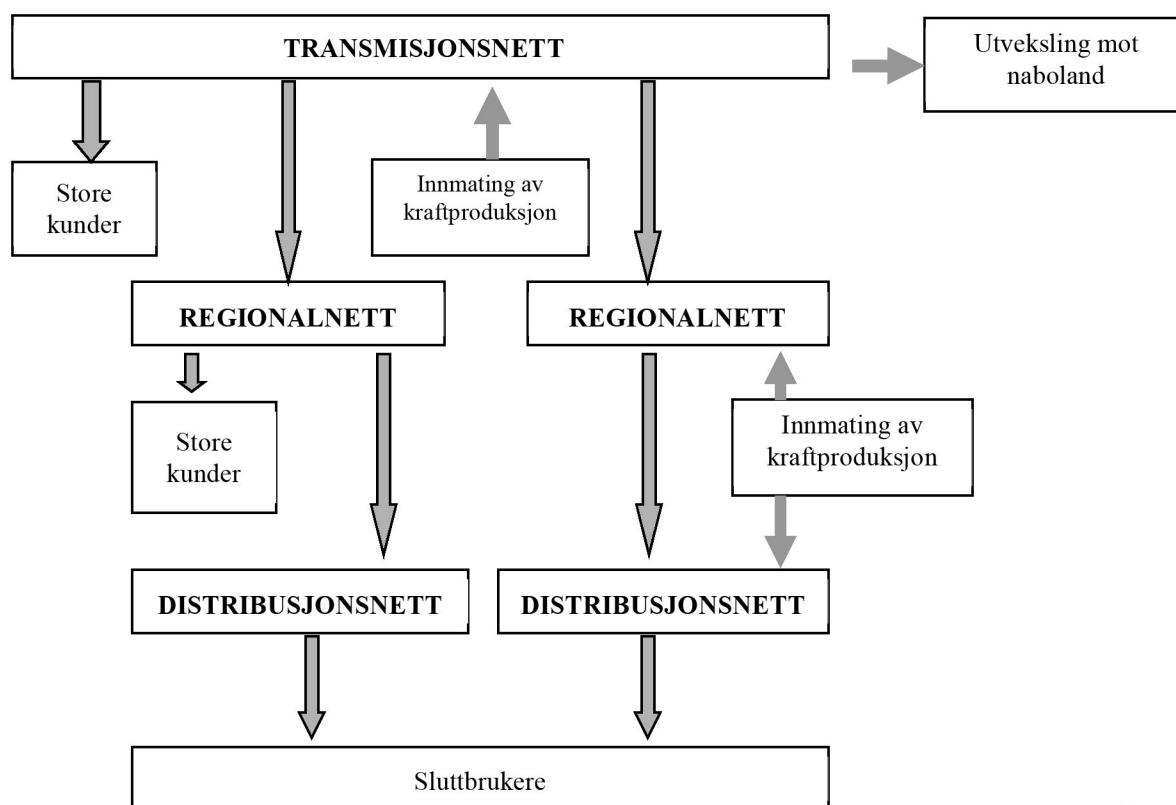 TRANSMISJONSNETT
Utveksling mot
naboland
Store
kunder
Innmating av
kraftproduksjon
REGIONALNETT
REGIONALNETT
Store
kunder
Innmating av
kraftproduksjon
DISTRIBUSJONSNETT
DISTRIBUSJONSNETT
Sluttbrukere